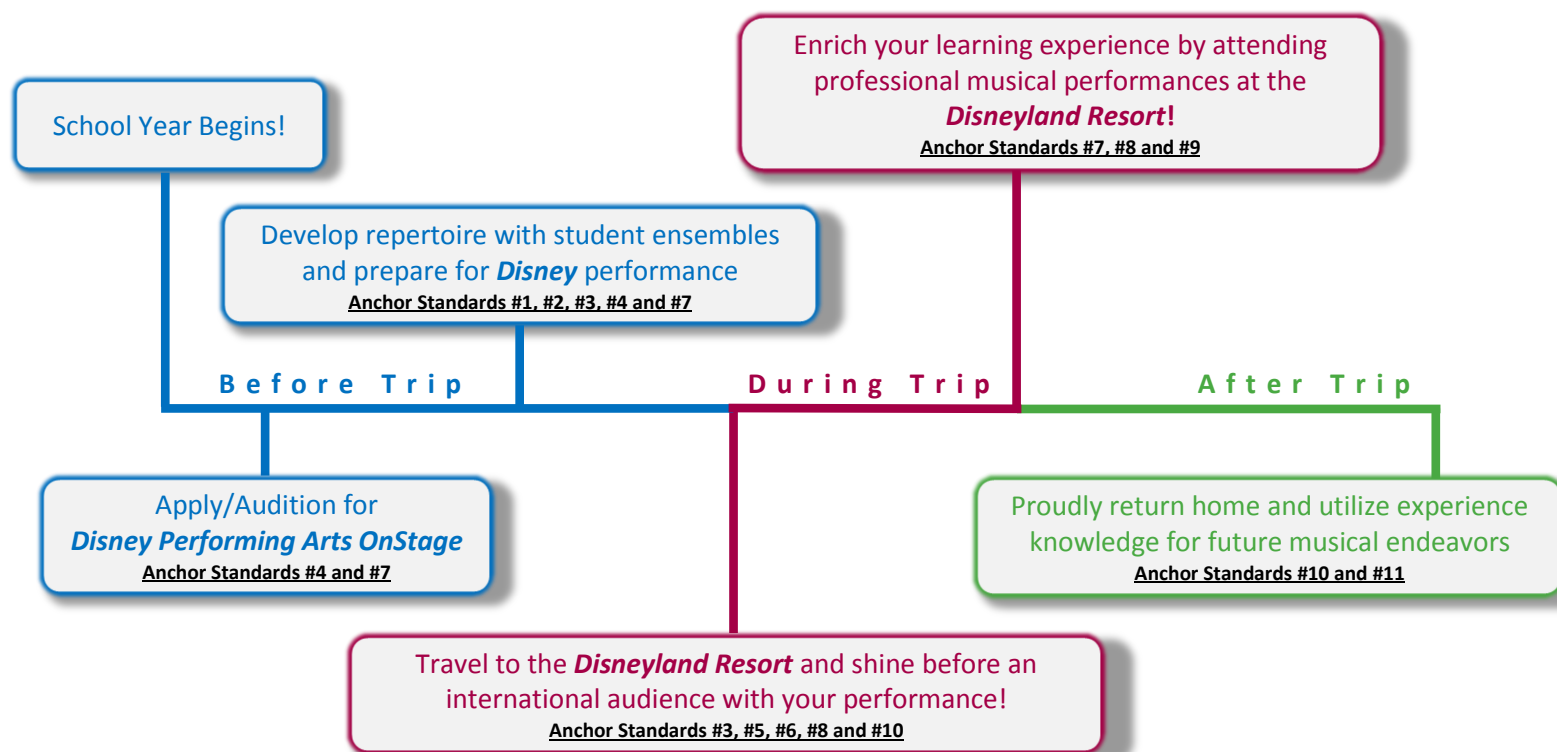 School Year Begins!
Enrich your learning experience by attending
professional musical performances at the
Disneyland Resort!
Anchor Standards #7, #8 and #9
Develop repertoire with student ensembles
and prepare for Disney performance
Anchor Standards #1, #2, #3, #4 and #7
Before Trip
During Trip
After Trip
Apply/Audition for
Disney Performing Arts OnStage
Anchor Standards #4 and #7
Proudly return home and utilize experience
knowledge for future musical endeavors
Anchor Standards #10 and #11
Travel to the Disneyland Resort and shine before an
international audience with your performance!
Anchor Standards #3, #5, #6, #8 and #10